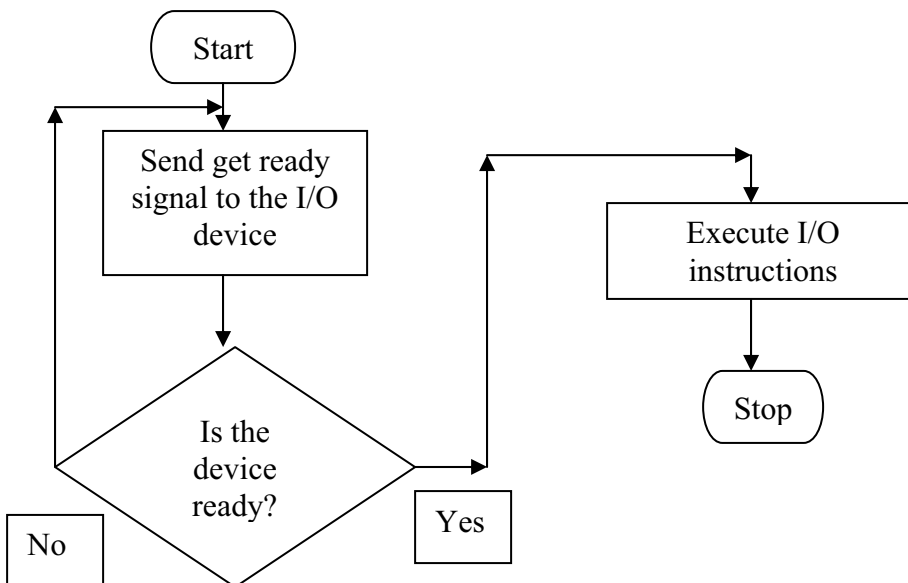 Start
Send get ready
signal to the I/O
device
Is the
device
ready?
No
Yes
Execute I/O
instructions
Stop